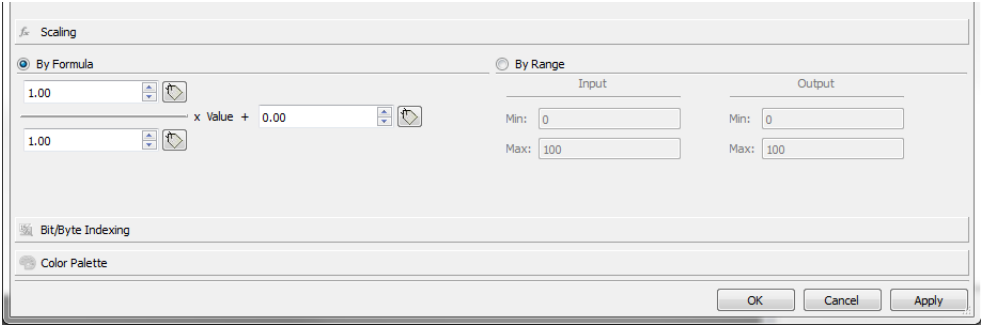 Scaling
By Formula
1.00
x Value + 0.00
1.00
By Range
Input Output
Min: 0 Min: 0
Max: 100 Max: 100
Bit/Byte Indexing
Color Palette
OK Cancel Apply